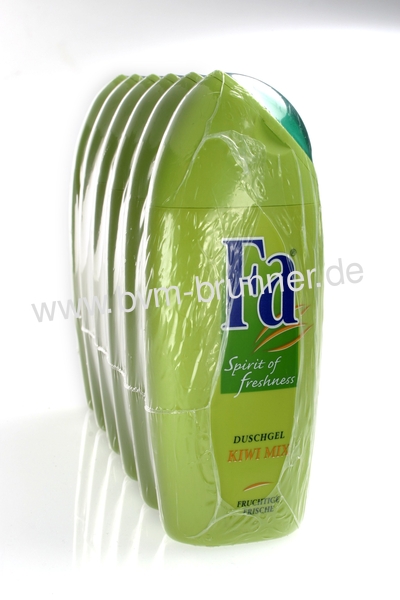 Fa®
www.bvm-brunner.de
Spirit of
freshness
DUSCHGEL
KIWI MIX
FRUCHTIGE
FRISCHE